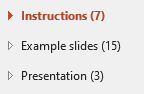 Instructions (7)
Example slides (15)
Presentation (3)